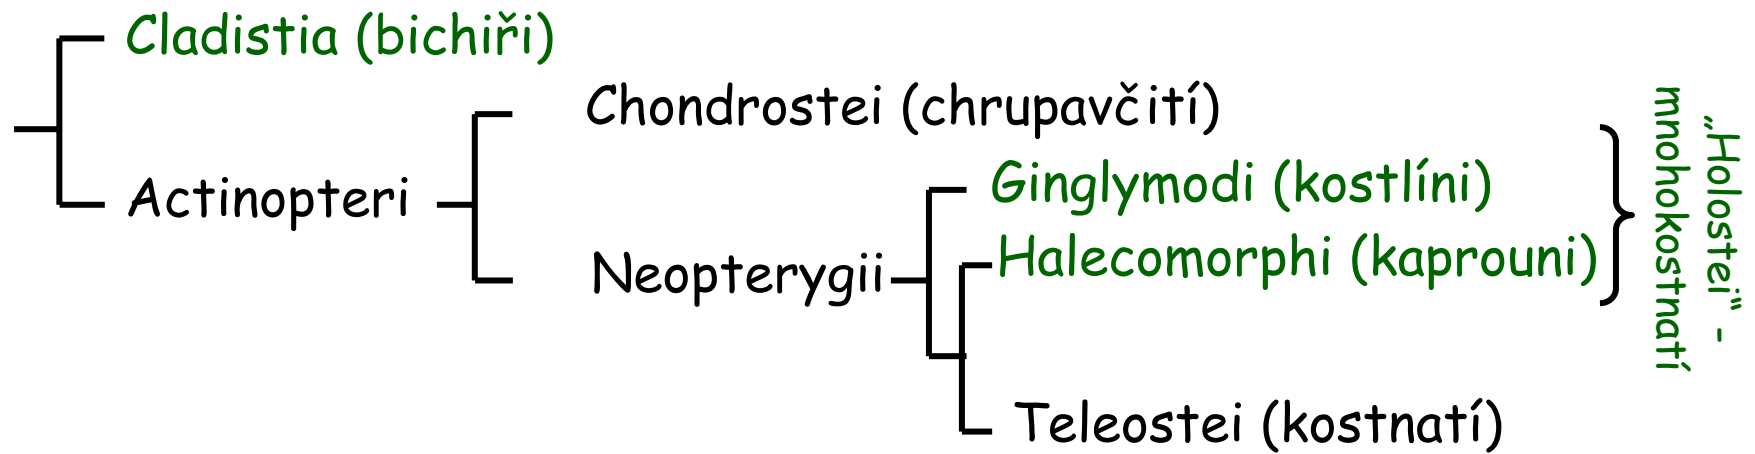 Cladistia (bichiři)
Chondrostei (chrupavčití)
Actinopteri
Ginglymodi (kostlíni)
Halecomorphi (kaprouni)
Neopterygii
Teleostei (kostnatí)
„Holostei“ -
mnohokostnatí